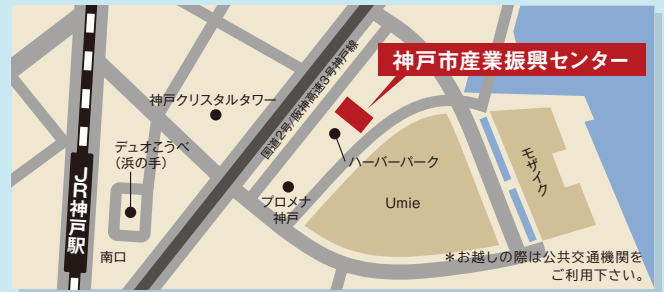 神戸市産業振興センター
国道2号/阪神高速3号神戸線
神戸クリスタルタワー
デュオこうべ
(浜の手)
JR神戸駅
南口
ハーバーパーク
プロメナ
神戸
Umie
モザイク
*お越しの際は公共交通機関を
ご利用下さい。